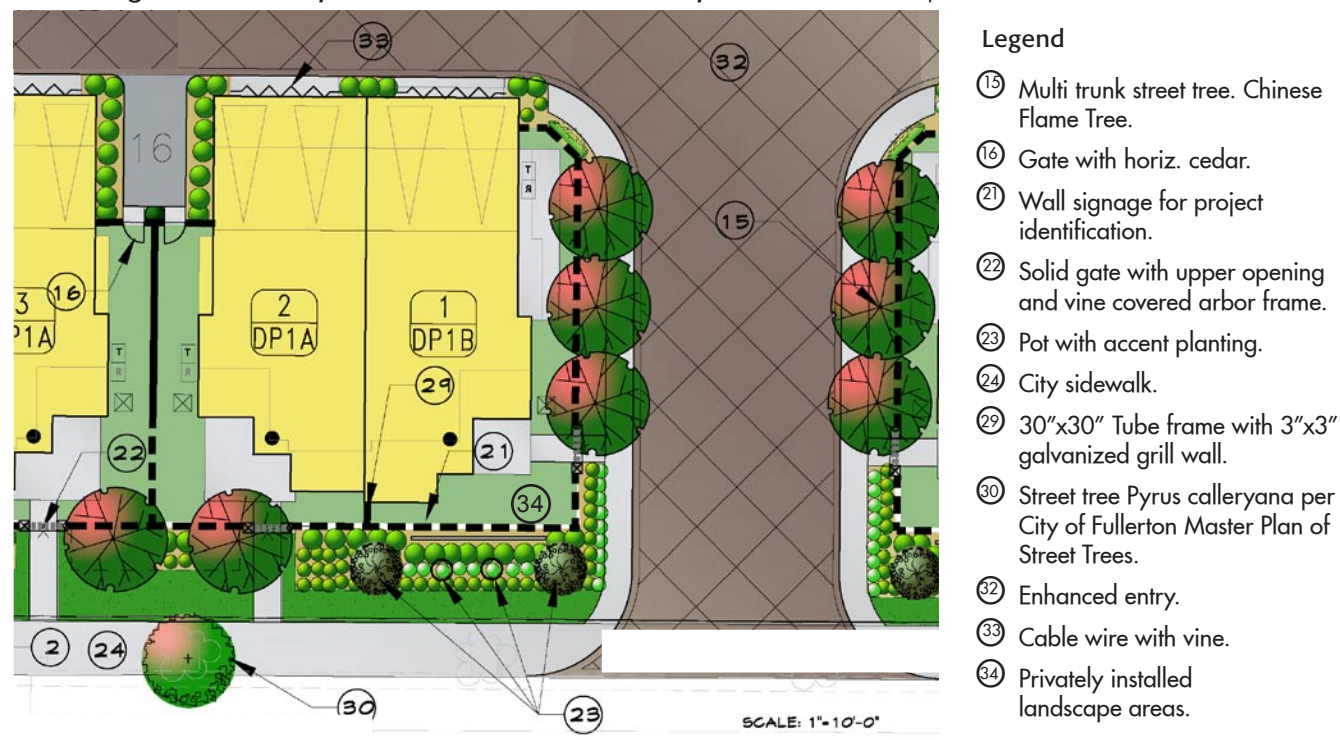 33
32
16
15
16
3
P1A
2
DP1A
1
DP1B
T
R
T
R
T
R
29
22
21
34
2
24
30
23
SCALE: 1"=10'-0"
Legend
15 Multi trunk street tree. Chinese
Flame Tree.
16 Gate with horiz. cedar.
21 Wall signage for project
identification.
22 Solid gate with upper opening
and vine covered arbor frame.
23 Pot with accent planting.
24 City sidewalk.
29 30"x30" Tube frame with 3"x3"
galvanized grill wall.
30 Street tree Pyrus calleryana per
City of Fullerton Master Plan of
Street Trees.
32 Enhanced entry.
33 Cable wire with vine.
34 Privately installed
landscape areas.